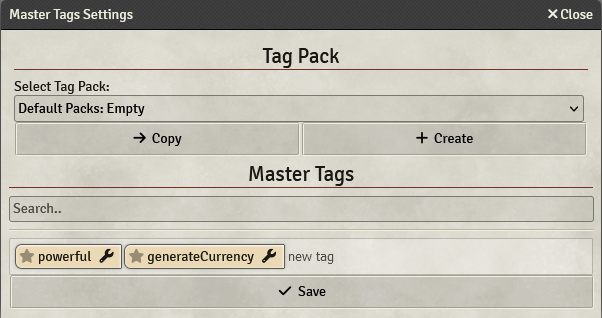 Master Tags Settings
Close
Tag Pack
Select Tag Pack:
Default Packs: Empty
Copy
Create
Master Tags
Search..
powerful generateCurrency new tag
Save